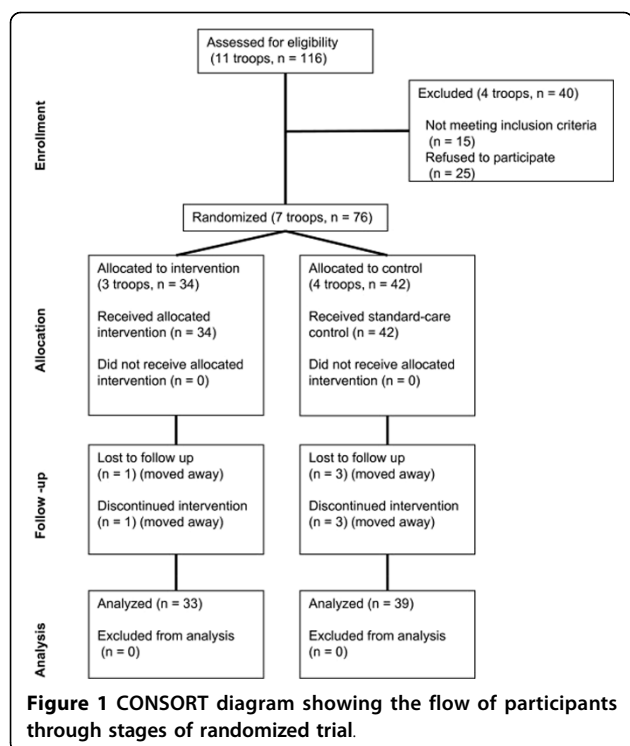 Assessed for eligibility
(11 troops, n = 116)
Enrollment
Excluded (4 troops, n = 40)
Not meeting inclusion criteria
(n = 15)
Refused to participate
(n = 25)
Randomized (7 troops, n = 76)
Allocation
Allocated to intervention
(3 troops, n = 34)
Received allocated
intervention (n = 34)
Did not receive allocated
intervention (n = 0)
Allocated to control
(4 troops, n = 42)
Received standard-care
control (n = 42)
Did not receive allocated
intervention (n = 0)
Follow -up
Lost to follow up
(n = 1) (moved away)
Discontinued intervention
(n = 1) (moved away)
Lost to follow up
(n = 3) (moved away)
Discontinued intervention
(n = 3) (moved away)
Analysis
Analyzed (n = 33)
Excluded from analysis
(n = 0)
Analyzed (n = 39)
Excluded from analysis
(n = 0)
Figure 1 CONSORT diagram showing the flow of participants
through stages of randomized trial.